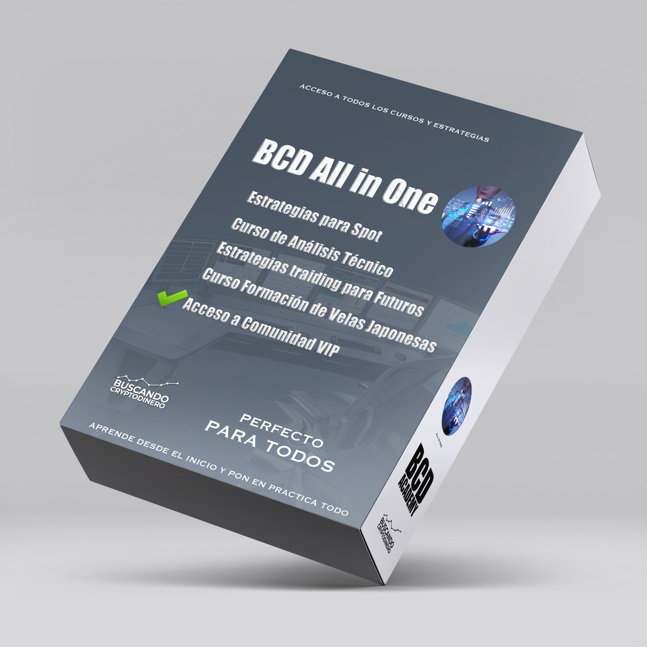 ACCESO A TODOS LOS CURSOS Y ESTRATEGIAS
BCD All in One
Estrategias para Spot
Curso de Análisis Técnico
Estrategias traiding para Futuros
Curso Formación de Velas Japonesas
Acceso a Comunidad VIP
BUSCANDO
CRYPTODINERO
PERFECTO
PARA TODOS
APRENDE DESDE EL INICIO Y PON EN PRACTICA TODO
BCD
ACADEMY
BUSCANDO
CRYPTODINERO